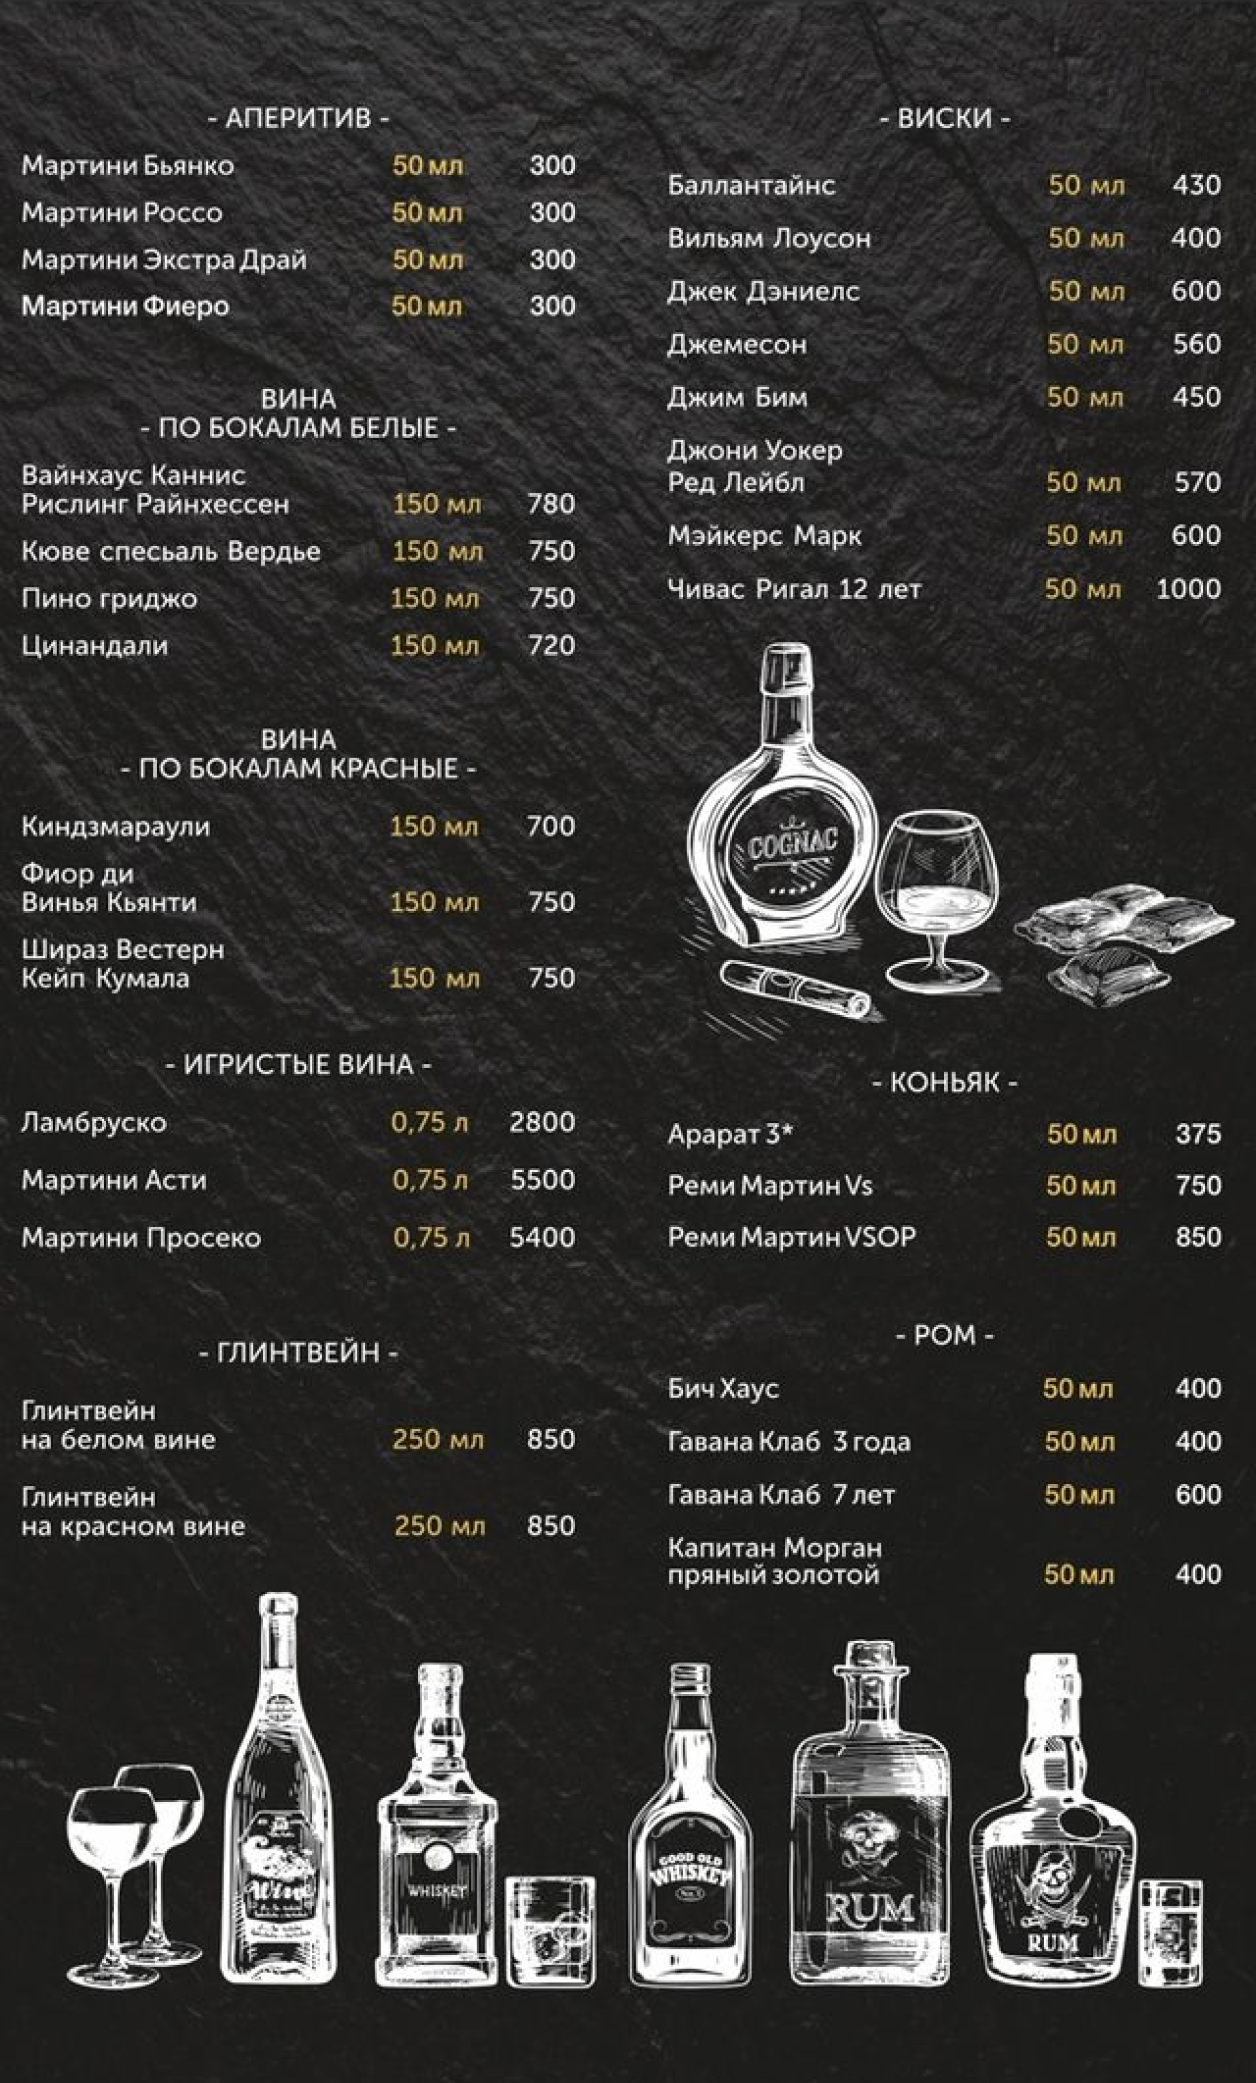 - АПЕРИТИВ -
Мартини Бьянко 50 мл 300
Мартини Россо 50 мл 300
Мартини Экстра Драй 50 мл 300
Мартини Фиеро 50 мл 300
ВИНА
- ПО БОКАЛАМ БЕЛЫЕ -
Вайнхаус Каннис
Рислинг Райнхессен 150 мл 780
Кюве спесьаль Вердье 150 мл 750
Пино гриджо 150 мл 750
Цинандали 150 мл 720
ВИНА
- ПО БОКАЛАМ КРАСНЫЕ -
Киндзмараули 150 мл 700
Фиор ди
Винья Кьянти 150 мл 750
Шираз Вестерн
Кейп Кумала 150 мл 750
- ИГРИСТЫЕ ВИНА -
Ламбруско 0,75 л 2800
Мартини Асти 0,75 л 5500
Мартини Просеко 0,75 л 5400
- ГЛИНТВЕЙН -
Глинтвейн
на белом вине 250 мл 850
Глинтвейн
на красном вине 250 мл 850
- ВИСКИ -
Баллантайнс 50 мл 430
Вильям Лоусон 50 мл 400
Джек Дэниелс 50 мл 600
Джемесон 50 мл 560
Джим Бим 50 мл 450
Джони Уокер
Ред Лейбл 50 мл 570
Мэйкерс Марк 50 мл 600
Чивас Ригал 12 лет 50 мл 1000
COGNAC
- КОНЬЯК -
Арарат 3* 50 мл 375
Реми Мартин Vs 50 мл 750
Реми Мартин VSOP 50 мл 850
- РОМ -
Бич Хаус 50 мл 400
Гавана Клаб 3 года 50 мл 400
Гавана Клаб 7 лет 50 мл 600
Капитан Морган
пряный золотой 50 мл 400
Wine
WHISKEY
GOOD OLD
WHISKEY
RUM
RUM